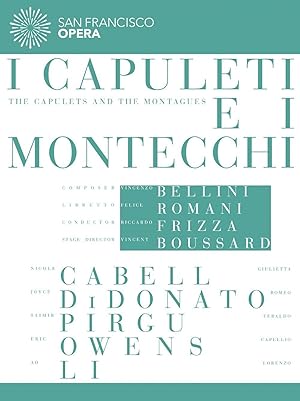 SAN FRANCISCO
OPERA
I CAPULETI
THE CAPULETS AND THE MONTAGUES
E I
MONTECCHI
COMPOSER VINCENZO BELLINI
LIBRETTO FELICE ROMANI
CONDUCTOR RICCARDO FRIZZA
STAGE DIRECTOR VINCENT BOUSSARD
NICOLE CABELL GIULIETTA
JOYCE DIDONATO ROMEO
SAIMIR PIRGU TEBALDO
ERIC OWENS CAPELLIO
AO LI LORENZO